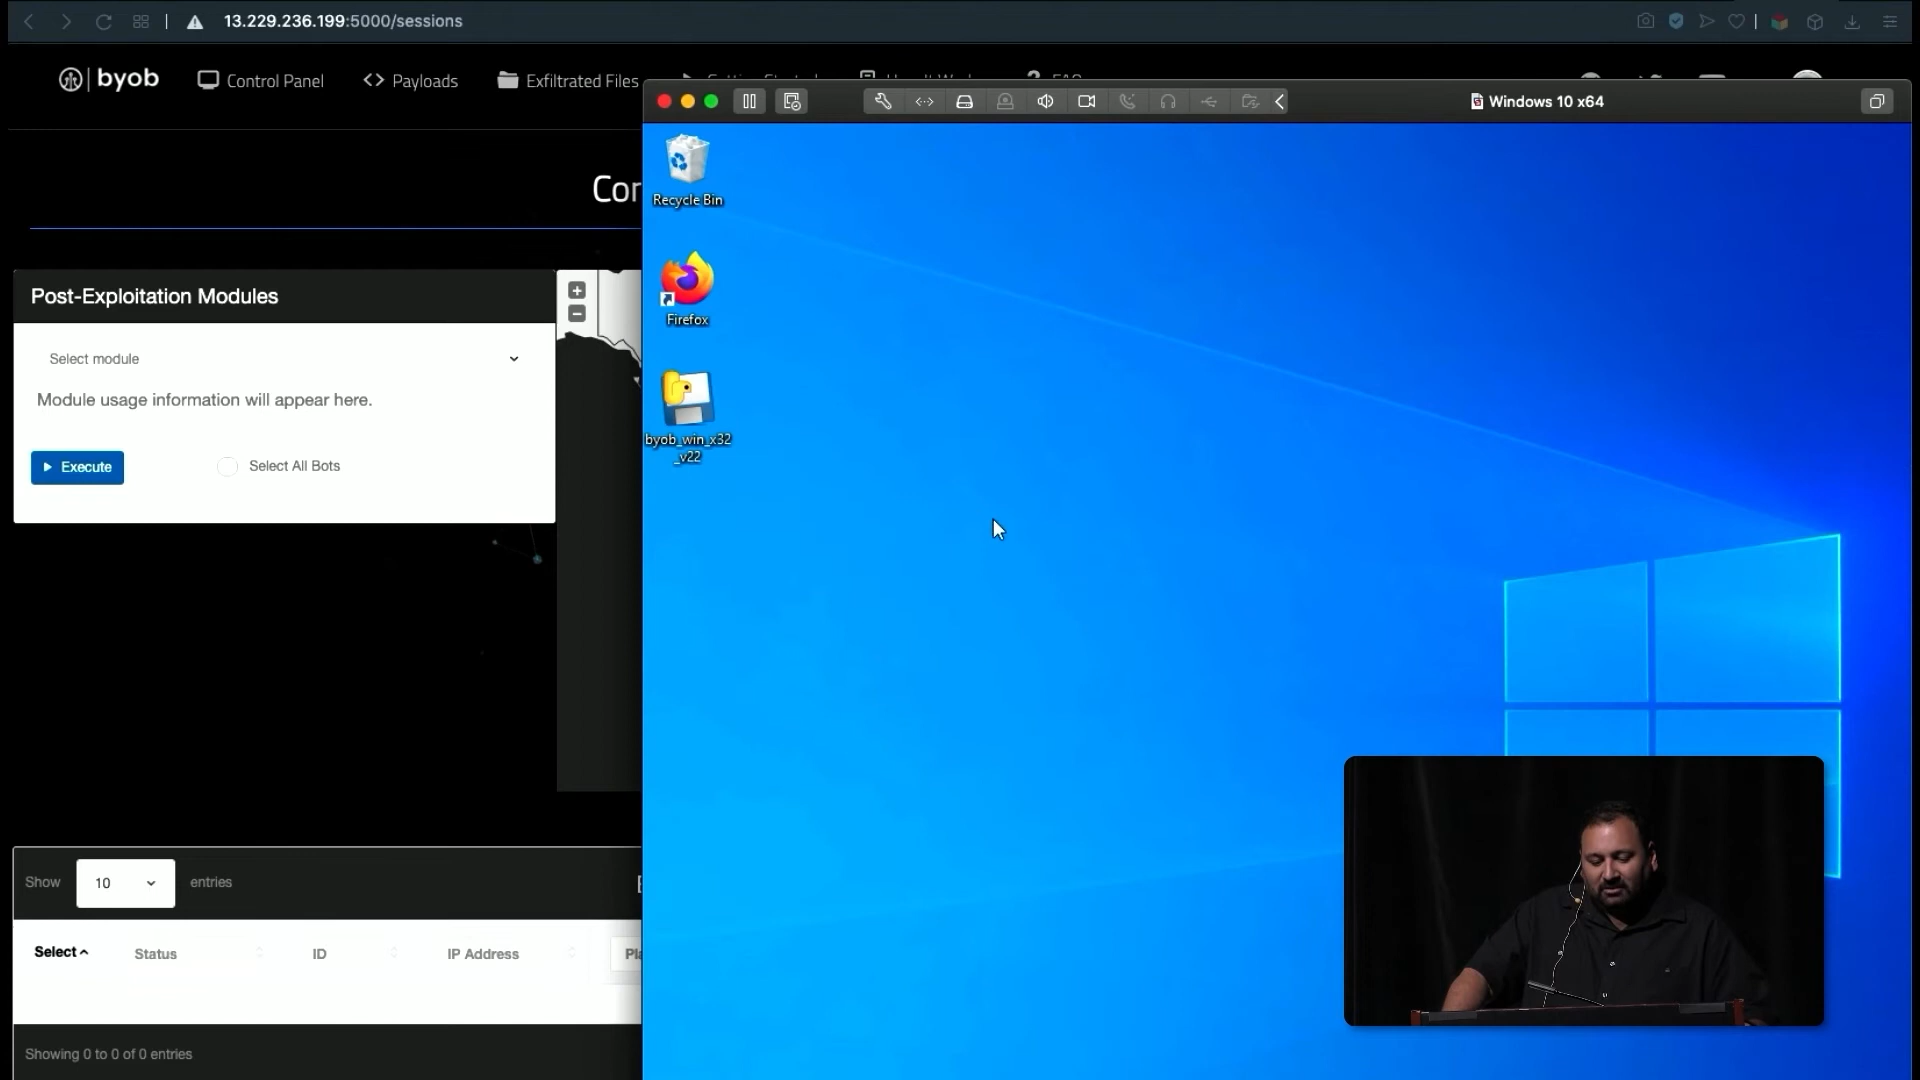 13.229.236.199:5000/sessions
byob
Control Panel
Payloads
Exfiltrated Files
FAQ
Windows 10 x64
Recycle Bin
Firefox
byob_win_x32
_v22
Post-Exploitation Modules
Select module
Module usage information will appear here.
Execute
Select All Bots
Show
10
entries
Select
Status
ID
IP Address
Showing 0 to 0 of 0 entries